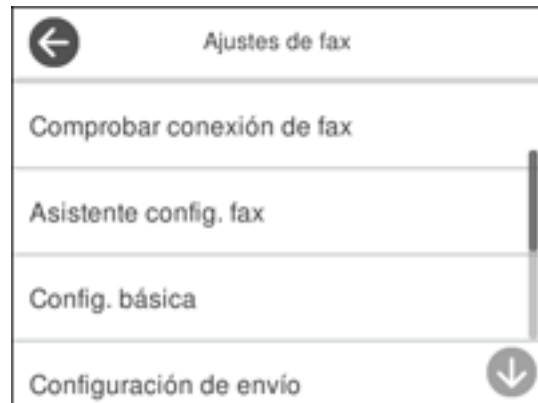 Ajustes de fax
Comprobar conexión de fax
Asistente config. fax
Config. básica
Configuración de envío